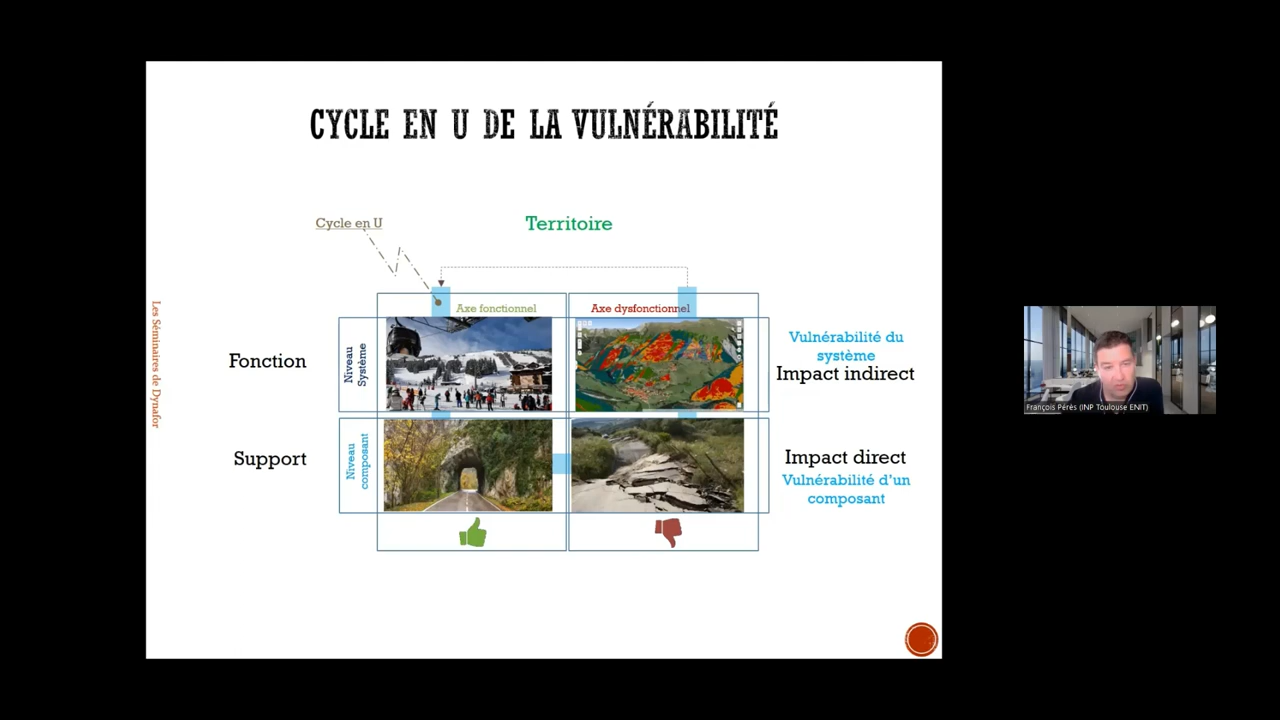 CYCLE EN U DE LA VULNÉRABILITÉ
Cycle en U
Territoire
Axe fonctionnel
Axe dysfonctionnel
Les Séminaires de Dynafor
Fonction
Niveau
Système
Vulnérabilité du
système
Impact indirect
Support
Niveau
composant
Impact direct
Vulnérabilité d'un
composant
François Pérès (INP Toulouse ENIT)